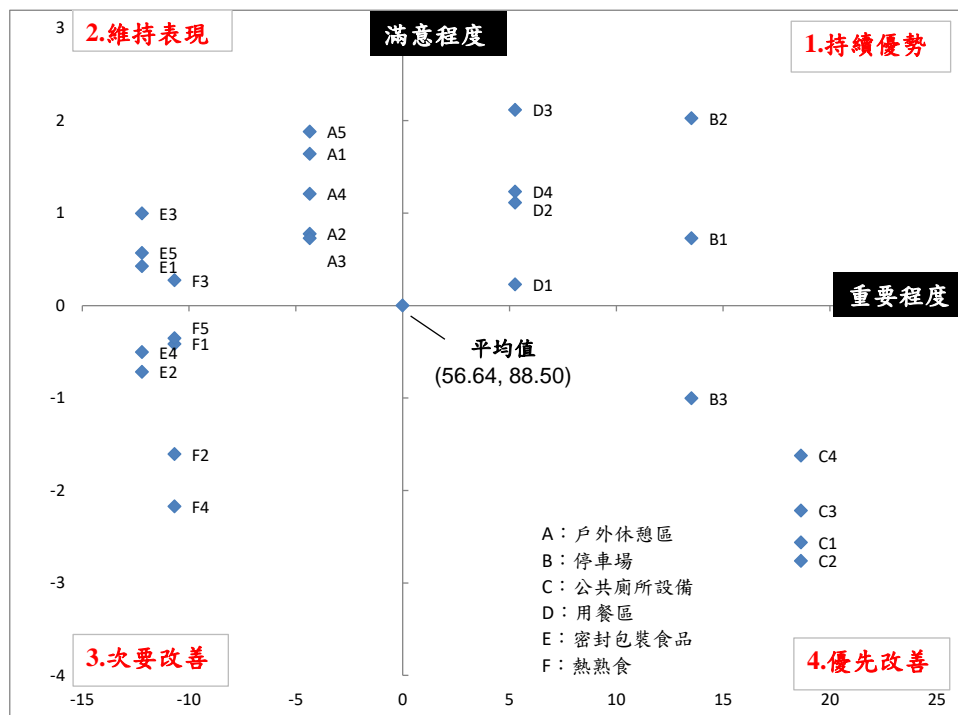 3
2.維持表現
滿意程度
1.持續優勢
2
D3
B2
A5
A1
A4
D4
D2
1
E3
A2
B1
A3
E5
E1
F3
D1
0
重要程度
F5
F1
平均值
(56.64, 88.50)
E4
E2
-1
B3
F2
C4
-2
F4
C3
C1
C2
A：戶外休憩區
B：停車場
C：公共廁所設備
D：用餐區
E：密封包裝食品
F：熱熟食
-3
3.次要改善
4.優先改善
-4
-15 -10 -5 0 5 10 15 20 25